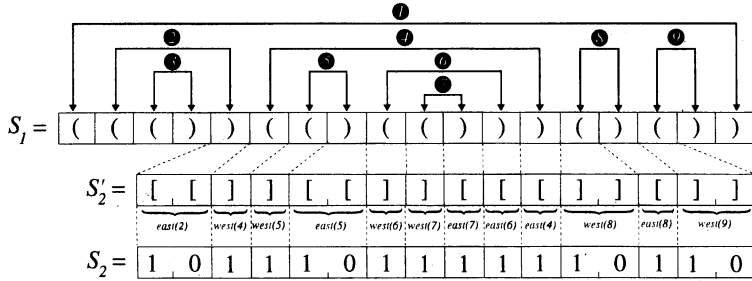 1
2 4 8 9
3 5 6
7
S₁ = ( ( ( ) ) ( ( ) ( ( ) ) ) ( ) ( ) )
S'₂ = [ [ ] ] [ [ ] ] [ [ [ ] ] [ ] ]
east(2) west(4) west(5) east(5) west(6) west(7) east(7) east(6) east(4) west(8) east(8) west(9)
S₂ = 1 0 1 1 1 0 1 1 1 1 1 1 0 1 1 0